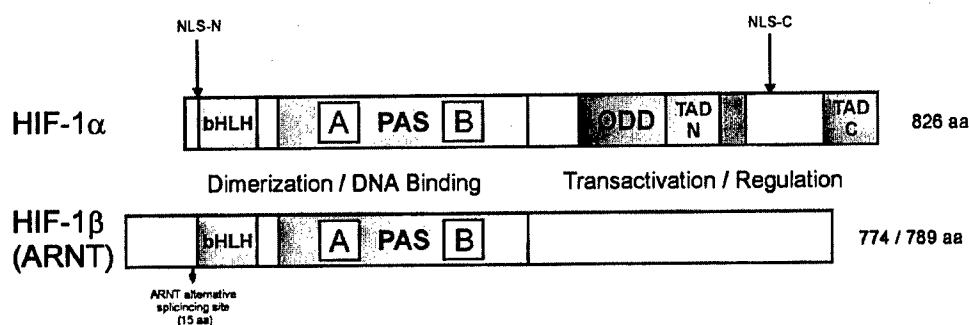 NLS-N
NLS-C
HIF-1α
bHLH
A
PAS
B
ODD
TAD
N
TAD
C
826 aa
Dimerization / DNA Binding
Transactivation / Regulation
HIF-1β
(ARNT)
bHLH
A
PAS
B
774 / 789 aa
ARNT alternative
splicincing site
(15 aa)